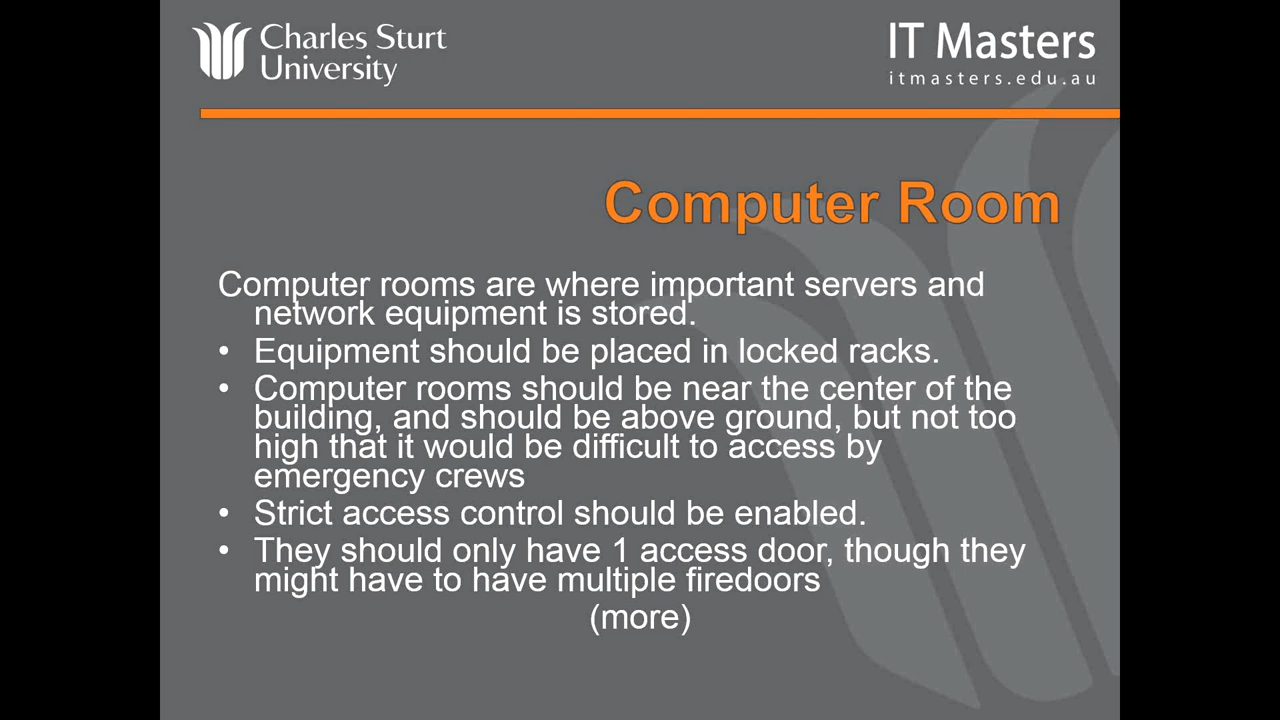 Charles Sturt
University
IT Masters
itmasters.edu.au
Computer Room
Computer rooms are where important servers and
network equipment is stored.
• Equipment should be placed in locked racks.
• Computer rooms should be near the center of the
building, and should be above ground, but not too
high that it would be difficult to access by
emergency crews
• Strict access control should be enabled.
• They should only have 1 access door, though they
might have to have multiple firedoors
(more)